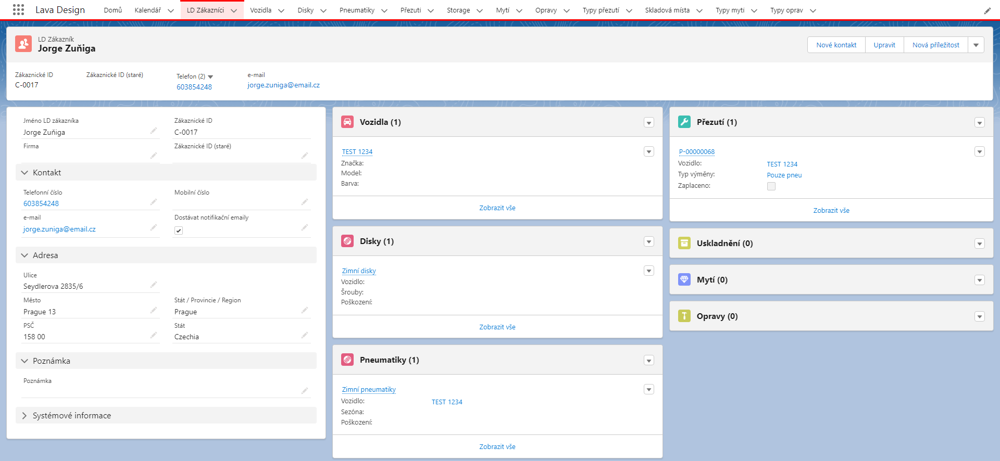 Lava Design Domů Kalendář LD Zákazníci Vozidla Disky Pneumatiky Přezutí Storage Mytí Opravy Typy přezutí Skladová místa Typy mytí Typy oprav
LD Zákazník
Jorge Zuňiga
Nové kontakt Upravit Nová příležitost
Zákaznické ID Zákaznické ID (staré) Telefon (2) e-mail
C-0017 603854248 jorge.zuniga@email.cz
Jméno LD zákazníka Zákaznické ID
Jorge Zuňiga C-0017
Firma Zákaznické ID (staré)
Kontakt
Telefonní číslo Mobilní číslo
603854248
e-mail Dostávat notifikační emaily
jorge.zuniga@email.cz
Adresa
Ulice
Seydlerova 2835/6
Město Stát / Provincie / Region
Prague 13 Prague
PSČ Stát
158 00 Czechia
Poznámka
Poznámka
Systémové informace
Vozidla (1)
TEST 1234
Značka:
Model:
Barva:
Zobrazit vše
Disky (1)
Zimní disky
Vozidlo:
Šrouby:
Poškození:
Zobrazit vše
Pneumatiky (1)
Zimní pneumatiky
Vozidlo: TEST 1234
Sezóna:
Poškození:
Zobrazit vše
Přezutí (1)
P-00000068
Vozidlo: TEST 1234
Typ výměny: Pouze pneu
Zaplaceno:
Zobrazit vše
Uskladnění (0)
Mytí (0)
Opravy (0)